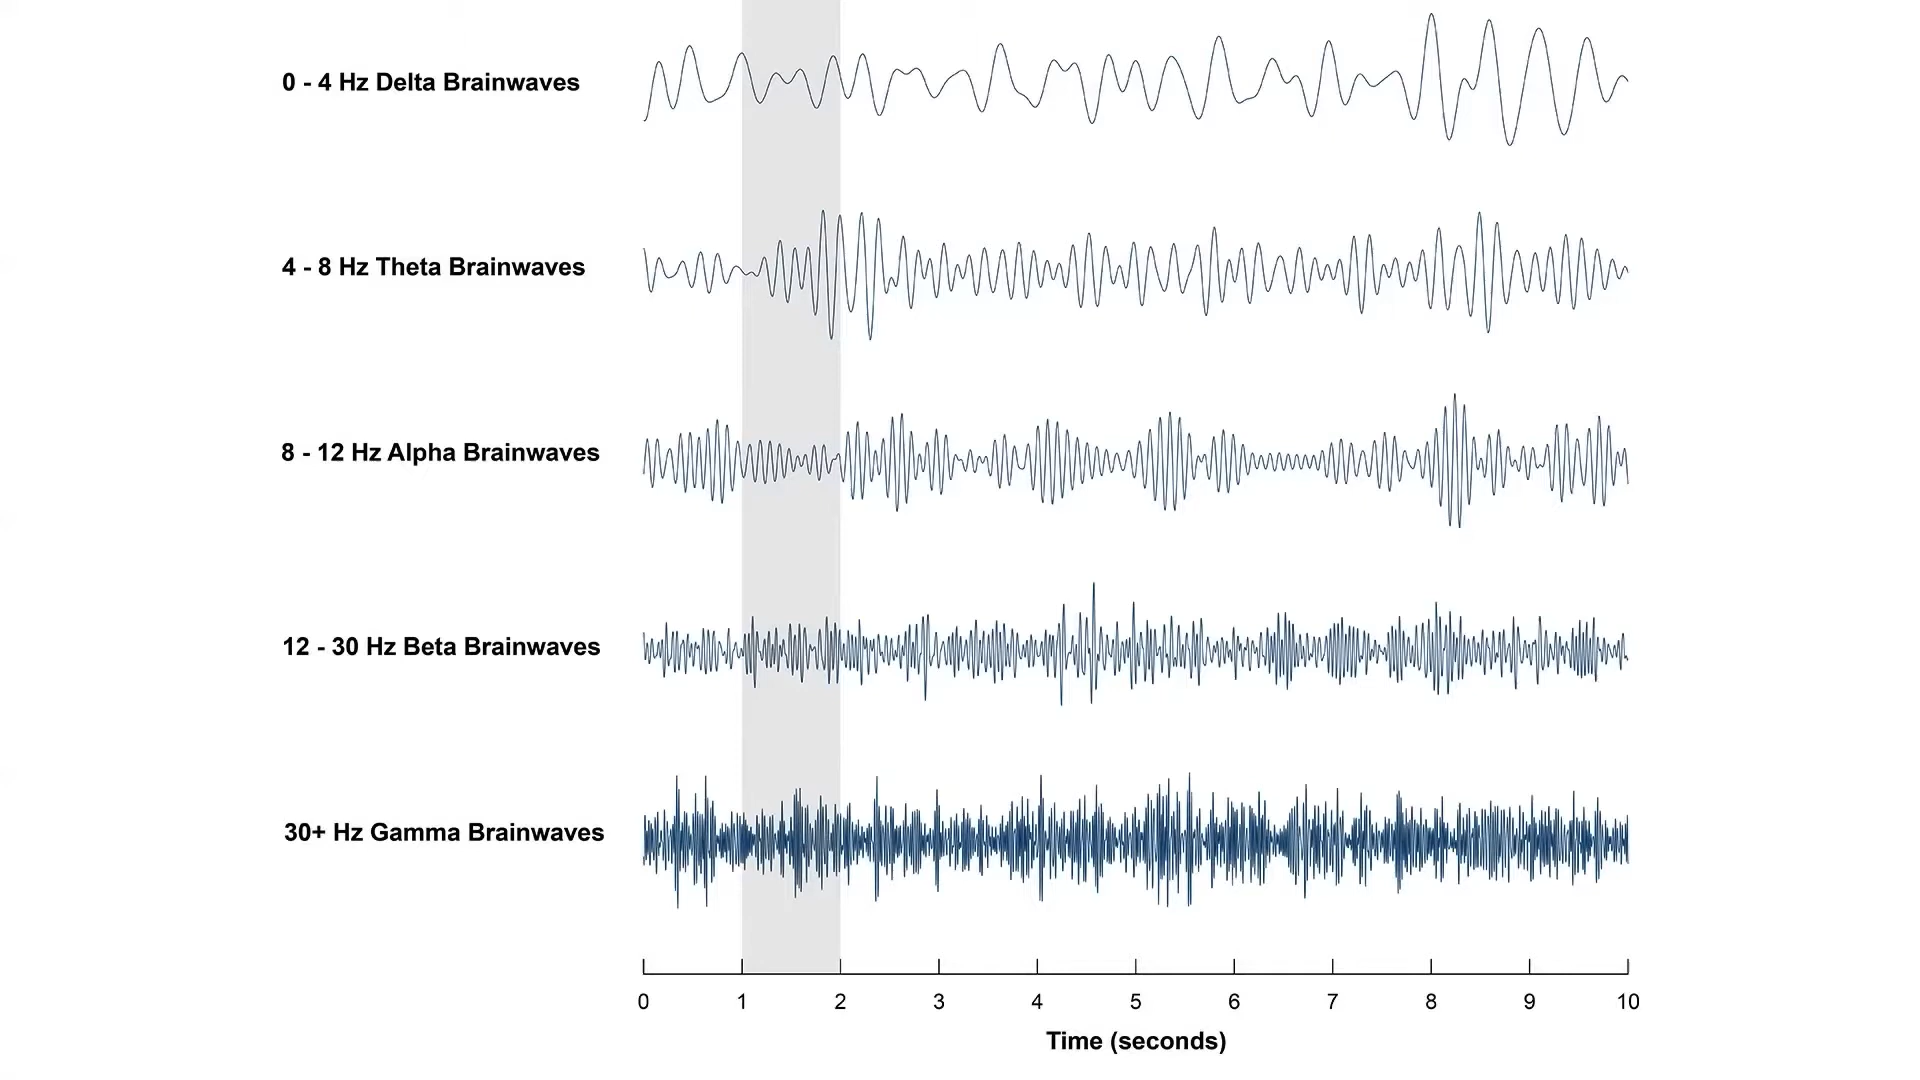 0 - 4 Hz Delta Brainwaves
4 - 8 Hz Theta Brainwaves
8 - 12 Hz Alpha Brainwaves
12 - 30 Hz Beta Brainwaves
30+ Hz Gamma Brainwaves
0 1 2 3 4 5 6 7 8 9 10
Time (seconds)